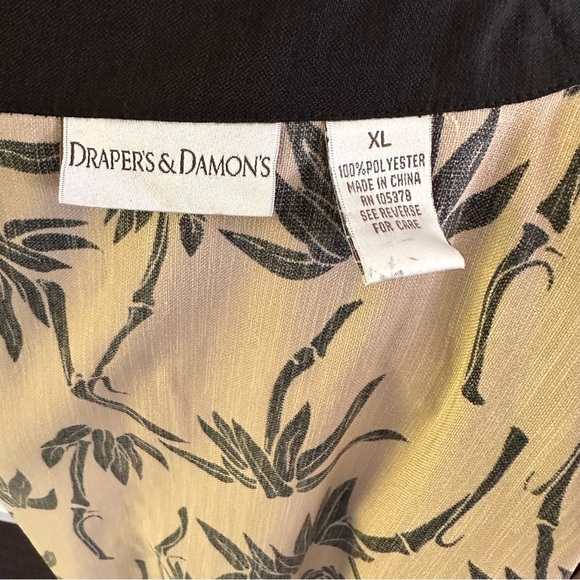 DRAPER'S & DAMON'S
XL
100% POLYESTER
MADE IN CHINA
RN 105378
SEE REVERSE
FOR CARE